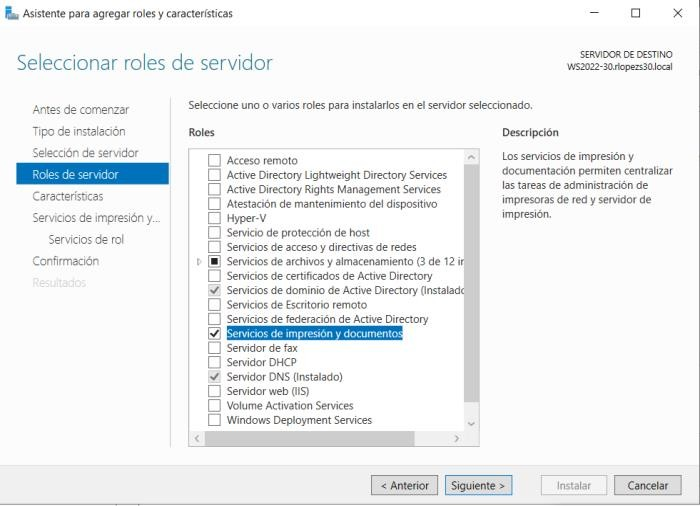 Asistente para agregar roles y características
Seleccionar roles de servidor
SERVIDOR DE DESTINO
WS2022-30.rlopezs30.local
Antes de comenzar
Tipo de instalación
Selección de servidor
Roles de servidor
Características
Servicios de impresión y...
Servicios de rol
Confirmación
Resultados
Seleccione uno o varios roles para instalarlos en el servidor seleccionado.
Roles
Acceso remoto
Active Directory Lightweight Directory Services
Active Directory Rights Management Services
Atestación de mantenimiento del dispositivo
Hyper-V
Servicio de protección de host
Servicios de acceso y directivas de redes
Servicios de archivos y almacenamiento (3 de 12 in
Servicios de certificados de Active Directory
Servicios de dominio de Active Directory (Instalado
Servicios de Escritorio remoto
Servicios de federación de Active Directory
Servicios de impresión y documentos
Servidor de fax
Servidor DHCP
Servidor DNS (Instalado)
Servidor web (IIS)
Volume Activation Services
Windows Deployment Services
Descripción
Los servicios de impresión y
documentación permiten centralizar
las tareas de administración de
impresoras de red y servidor de
impresión.
< Anterior
Siguiente >
Instalar
Cancelar